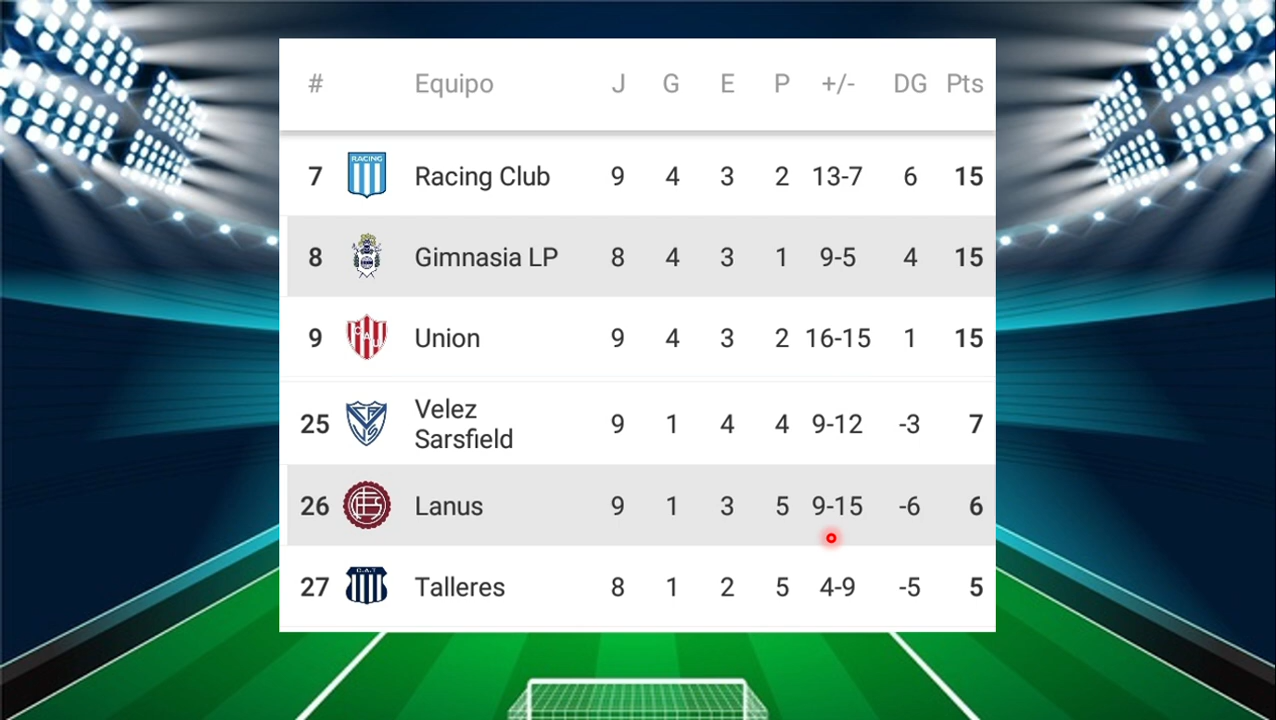 # Equipo J G E P +/- DG Pts
RACING
7 Racing Club 9 4 3 2 13-7 6 15
8 Gimnasia LP 8 4 3 1 9-5 4 15
9 Union 9 4 3 2 16-15 1 15
25 Velez Sarsfield 9 1 4 4 9-12 -3 7
26 Lanus 9 1 3 5 9-15 -6 6
C.A.T
27 Talleres 8 1 2 5 4-9 -5 5